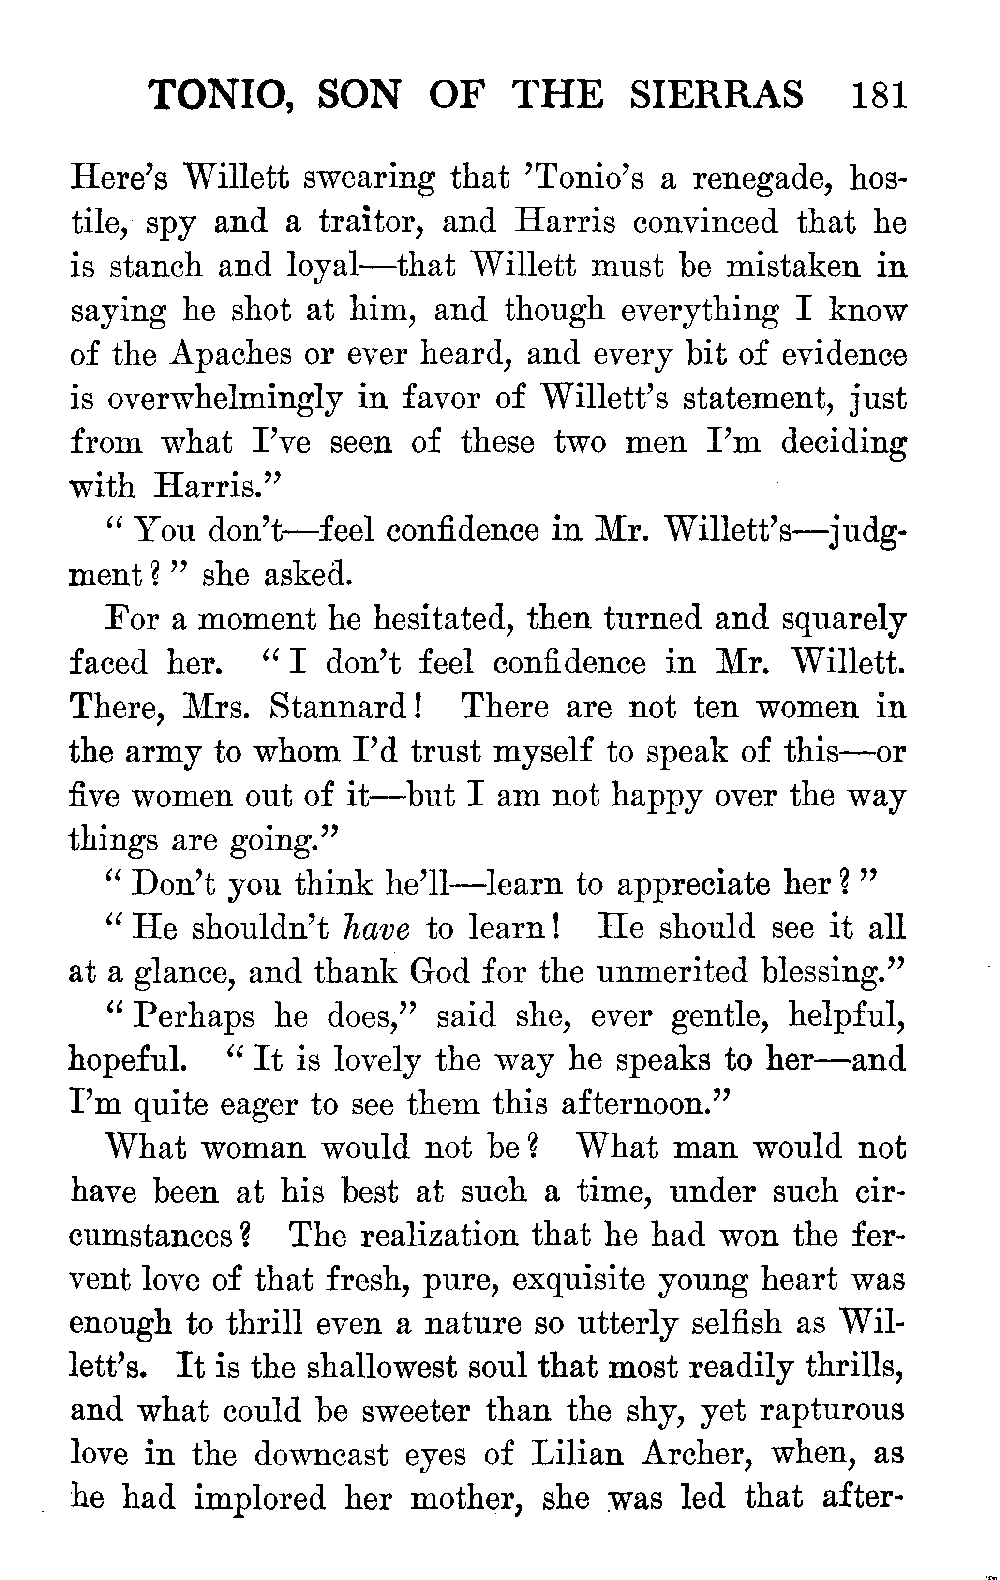 TONIO, SON OF THE SIERRAS 181
Here's Willett swearing that 'Tonio's a renegade, hos-
tile, spy and a traitor, and Harris convinced that he
is stanch and loyal—that Willett must be mistaken in
saying he shot at him, and though everything I know
of the Apaches or ever heard, and every bit of evidence
is overwhelmingly in favor of Willett's statement, just
from what I've seen of these two men I'm deciding
with Harris."
" You don't—feel confidence in Mr. Willett's—judg-
ment ? " she asked.
For a moment he hesitated, then turned and squarely
faced her. " I don't feel confidence in Mr. Willett.
There, Mrs. Stannard ! There are not ten women in
the army to whom I'd trust myself to speak of this—or
five women out of it—but I am not happy over the way
things are going."
" Don't you think he'll—learn to appreciate her ? "
" He shouldn't have to learn ! He should see it all
at a glance, and thank God for the unmerited blessing."
" Perhaps he does," said she, ever gentle, helpful,
hopeful. " It is lovely the way he speaks to her—and
I'm quite eager to see them this afternoon."
What woman would not be ? What man would not
have been at his best at such a time, under such cir-
cumstances ? The realization that he had won the fer-
vent love of that fresh, pure, exquisite young heart was
enough to thrill even a nature so utterly selfish as Wil-
lett's. It is the shallowest soul that most readily thrills,
and what could be sweeter than the shy, yet rapturous
love in the downcast eyes of Lilian Archer, when, as
he had implored her mother, she was led that after-